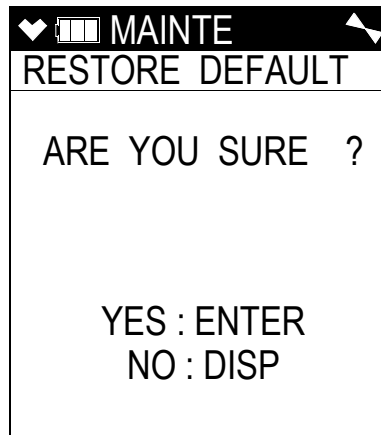 MAINTE
RESTORE DEFAULT
ARE YOU SURE ?
YES : ENTER
NO : DISP